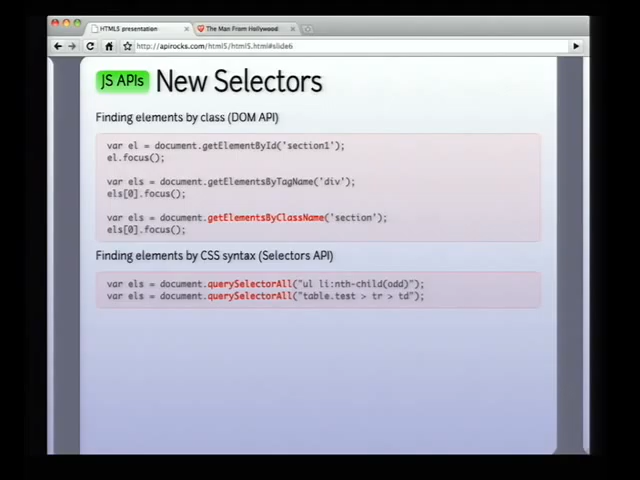 HTML5 presentation
The Man From Hollywood
http://apirocks.com/html5/html5.html#slide6
JS APIs New Selectors
Finding elements by class (DOM API)
var el = document.getElementById('section1');
el.focus();
var els = document.getElementsByTagName('div');
els[0].focus();
var els = document.getElementsByClassName('section');
els[0].focus();
Finding elements by CSS syntax (Selectors API)
var els = document.querySelectorAll("ul li:nth-child(odd)");
var els = document.querySelectorAll("table.test > tr > td");